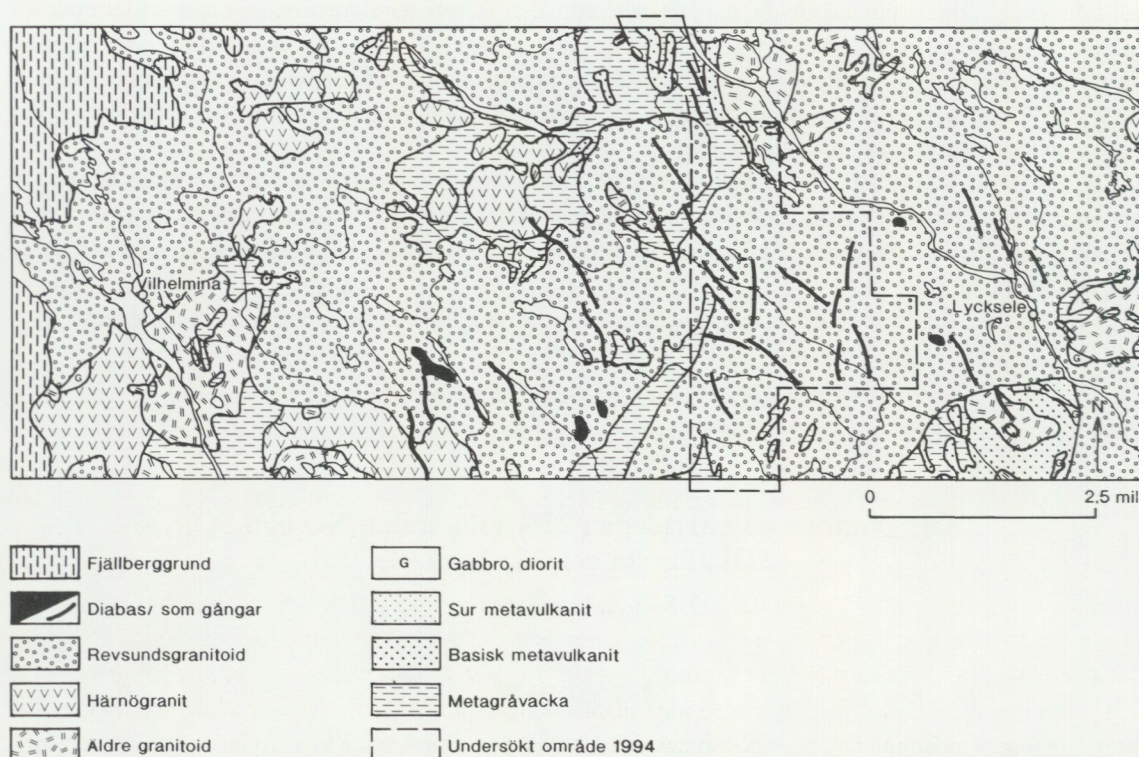 Vilhelmina
Lycksele
G
G
G
N
0 2,5 mil
Fjällberggrund
Diabas/ som gångar
Revsundsgranitoid
Härnögranit
Äldre granitoid
G Gabbro, diorit
Sur metavulkanit
Basisk metavulkanit
Metagråvacka
Undersökt område 1994